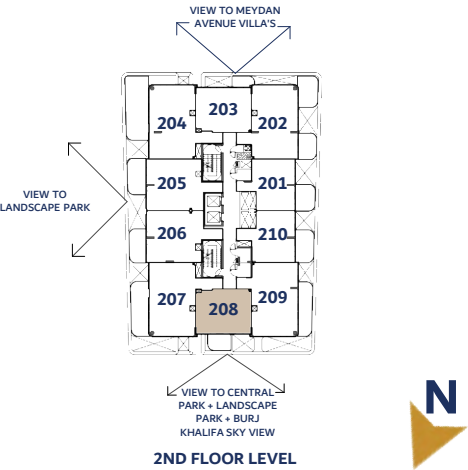 VIEW TO MEYDAN
AVENUE VILLA'S
203
204
202
205
201
VIEW TO
LANDSCAPE PARK
206
210
207
209
208
VIEW TO CENTRAL
PARK + LANDSCAPE
PARK + BURJ
KHALIFA SKY VIEW
N
2ND FLOOR LEVEL